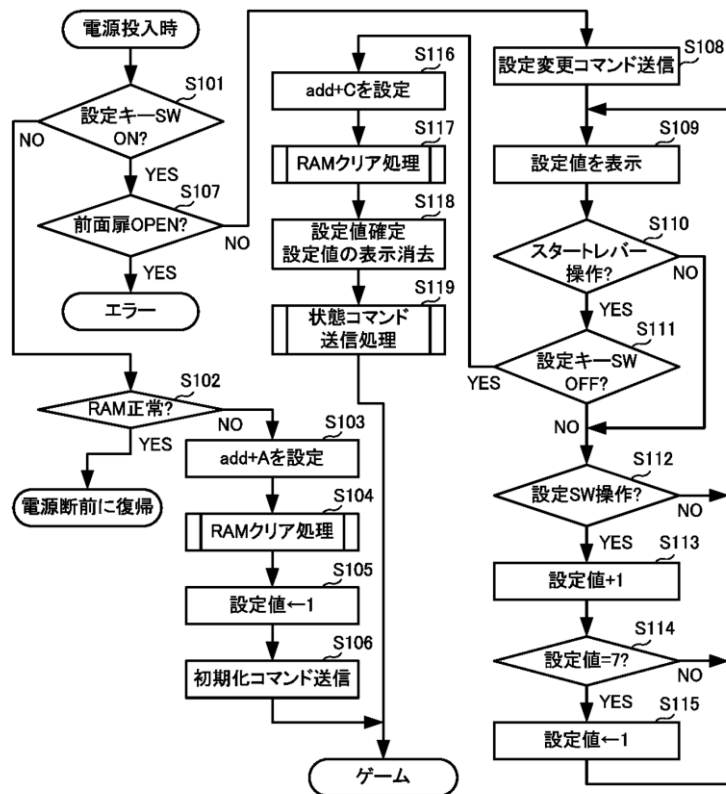 電源投入時
S101
設定キーSW
ON?
NO
YES
S107
前面扉OPEN?
NO
YES
エラー
S102
RAM正常?
YES
NO
電源断前に復帰
S103
add+Aを設定
S104
RAMクリア処理
S105
設定値←1
S106
初期化コマンド送信
S116
add+Cを設定
S117
RAMクリア処理
S118
設定値確定
設定値の表示消去
S119
状態コマンド
送信処理
ゲーム
S108
設定変更コマンド送信
S109
設定値を表示
S110
スタートレバー
操作?
NO
YES
S111
設定キーSW
OFF?
YES
NO
S112
設定SW操作?
NO
YES
S113
設定値+1
S114
設定値=7?
NO
YES
S115
設定値←1